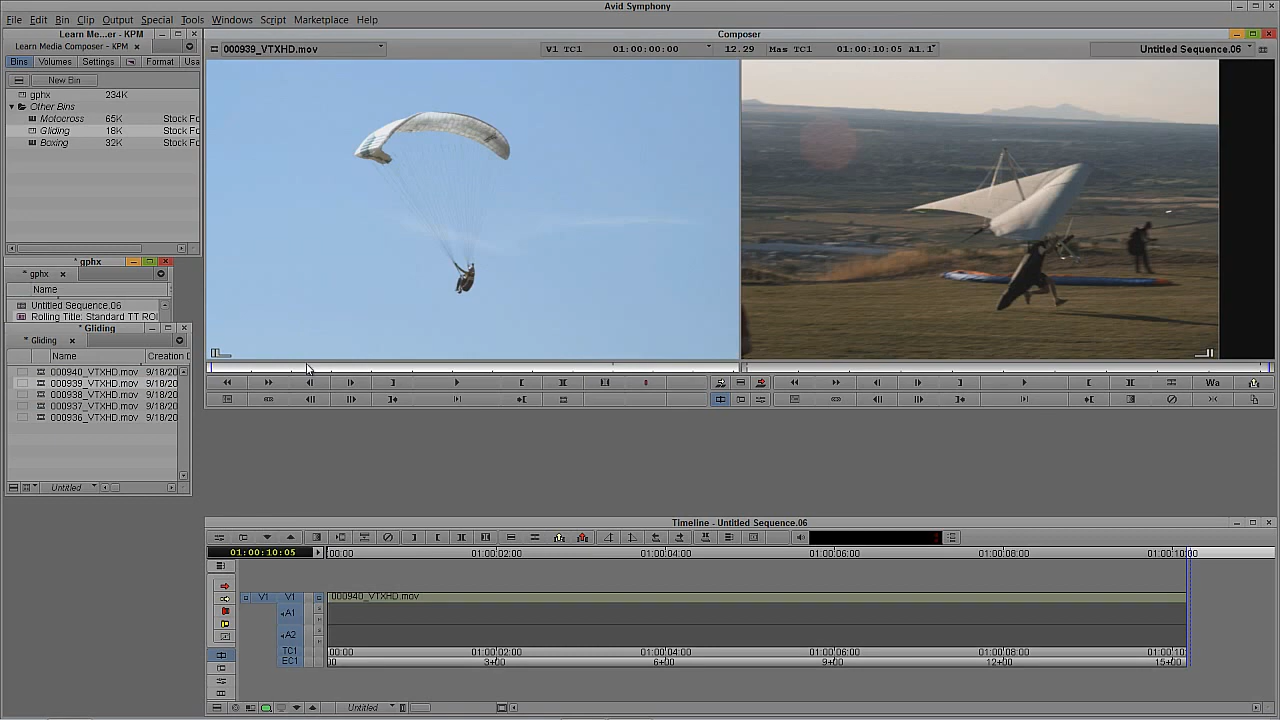 Avid Symphony
File Edit Bin Clip Output Special Tools Windows Script Marketplace Help
Learn Me...er - KPM
Composer
Learn Media Composer - KPM
000939_VTXHD.mov
V1 TC1 01:00:00:00 12.29 Mas TC1 01:00:10:05 A1.1
Untitled Sequence.06
Bins Volumes Settings Format Usa
New Bin
gphx 234K
Other Bins
Motocross 65K Stock Fo
Gliding 18K Stock Fo
Boxing 32K Stock Fo
* gphx
* gphx
Name
Untitled Sequence.06
Rolling Title: Standard TT ROI
* Gliding
* Gliding
Name Creation D
000940_VTXHD.mov 9/18/20
000939_VTXHD.mov 9/18/20
000938_VTXHD.mov 9/18/20
000937_VTXHD.mov 9/18/20
000936_VTXHD.mov 9/18/20
Wa
Untitled
Timeline - Untitled Sequence.06
01:00:10:05
00:00 01:00:02:00 01:00:04:00 01:00:06:00 01:00:08:00 01:00:10:00
V1 V1 000940_VTXHD.mov
A1
A2
TC1 00:00 01:00:02:00 01:00:04:00 01:00:06:00 01:00:08:00 01:00:10
EC1 00 3+00 6+00 9+00 12+00 15+00
Untitled